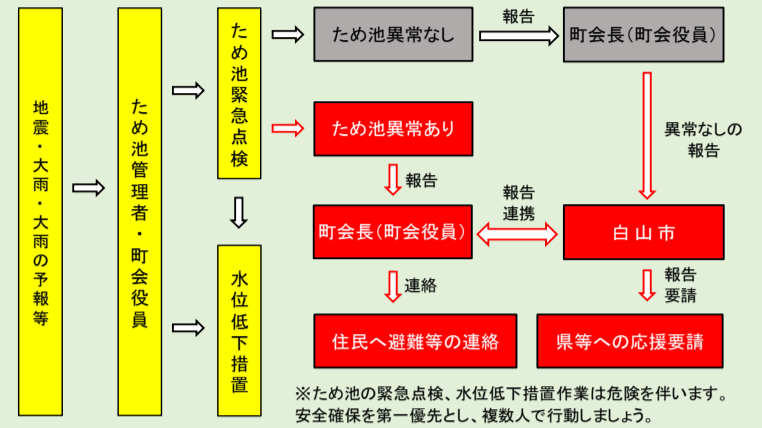 地震・大雨・大雨の予報等
ため池管理者・町会役員
ため池緊急点検
水位低下措置
ため池異常なし
報告
町会長（町会役員）
異常なしの
報告
ため池異常あり
報告
町会長（町会役員）
報告
連携
白山市
連絡
報告
要請
住民へ避難等の連絡
県等への応援要請
※ため池の緊急点検、水位低下措置作業は危険を伴います。
安全確保を第一優先とし、複数人で行動しましょう。